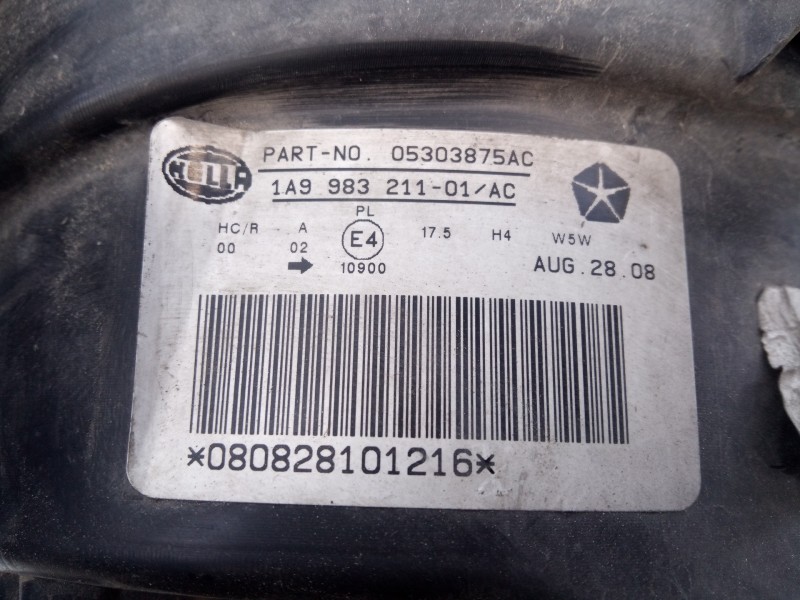 HELLA
PART-NO. 05303875AC
1A9 983 211-01/AC
PL
HC/R A E4 17.5 H4 W5W
00 02
10900
AUG.28.08
*080828101216*